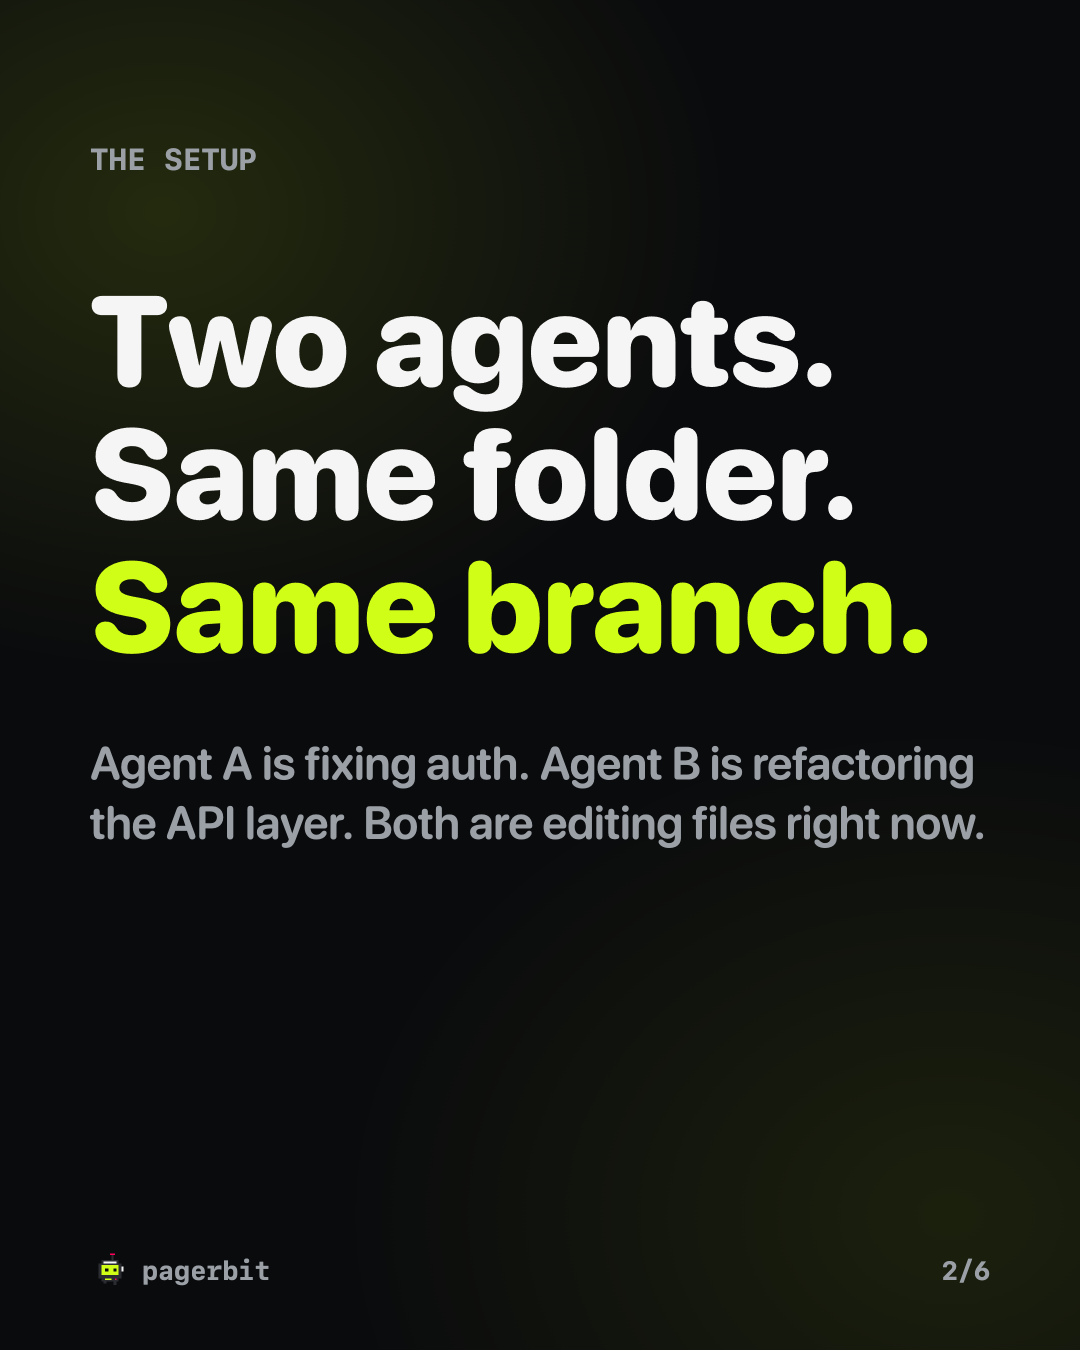 THE SETUP
Two agents.
Same folder.
Same branch.
Agent A is fixing auth. Agent B is refactoring
the API layer. Both are editing files right now.
pagerbit
2/6